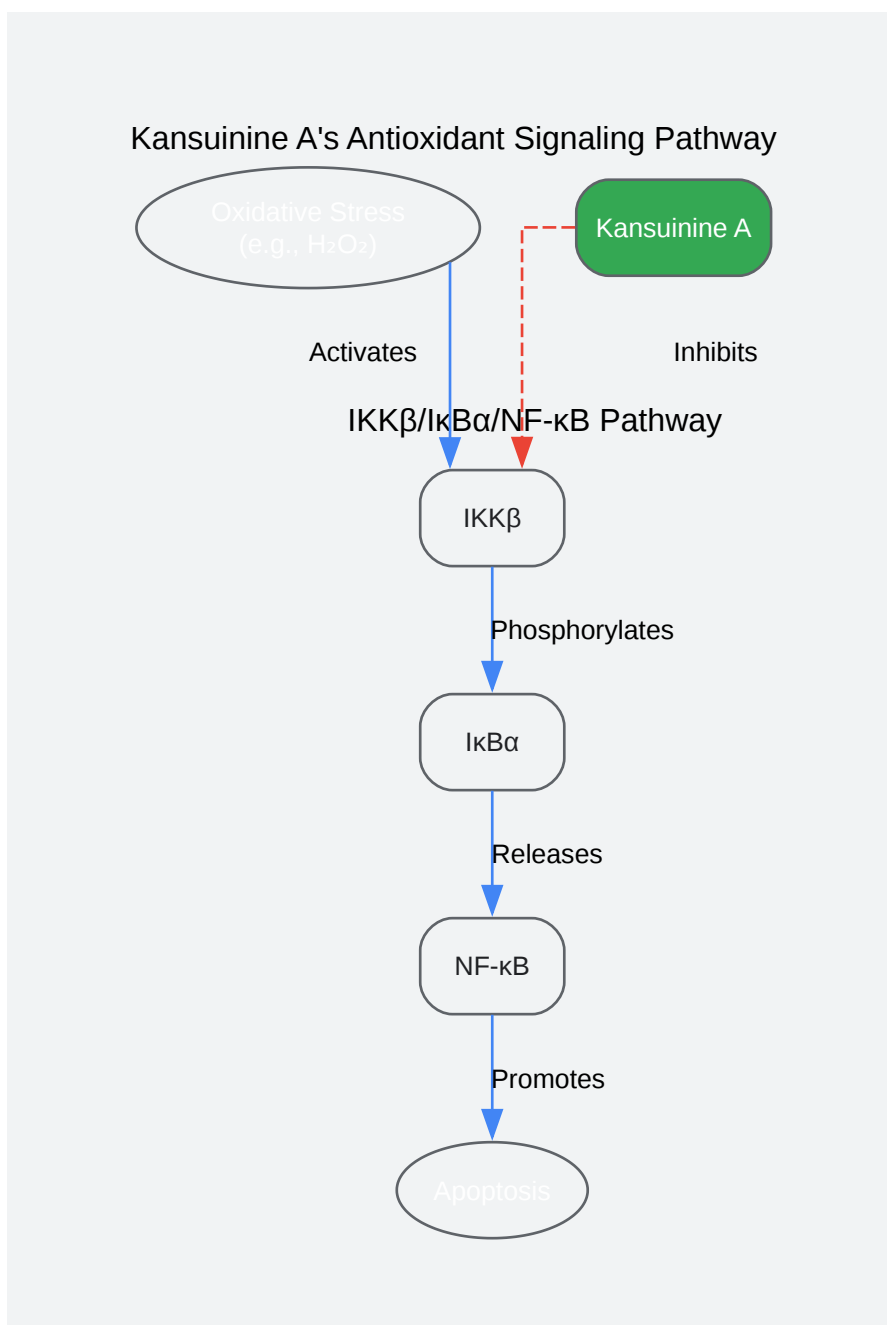 Kansuinine A's Antioxidant Signaling Pathway
Oxidative Stress
(e.g., H₂O₂)
Kansuinine A
Activates
Inhibits
IKKβ/IκBα/NF-κB Pathway
IKKβ
Phosphorylates
IκBα
Releases
NF-κB
Promotes
Apoptosis